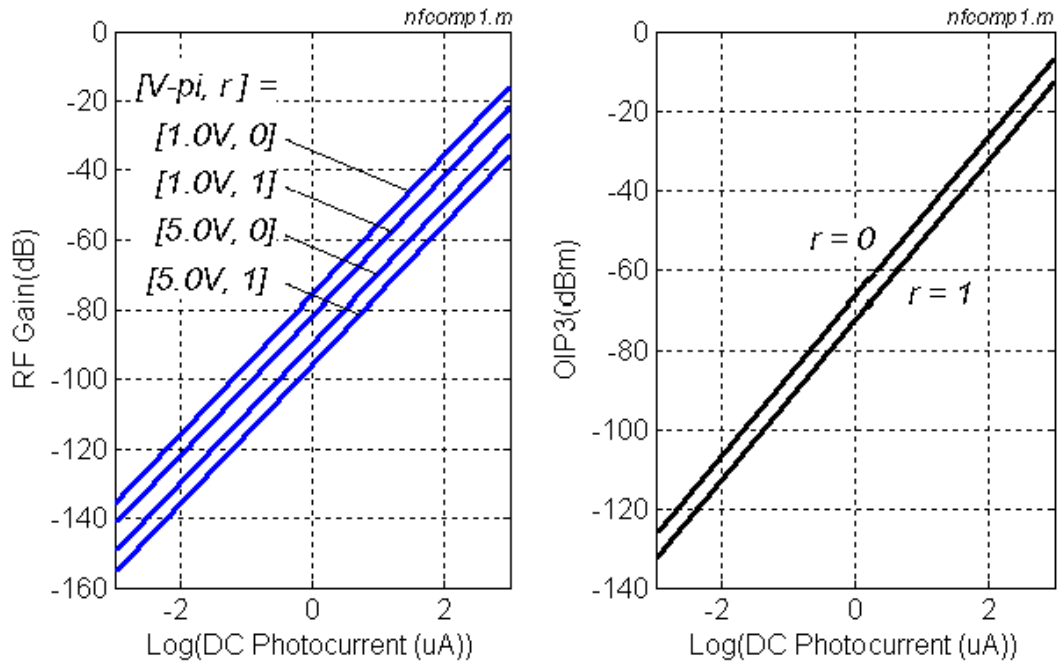 nfcomp1.m
0
-20
-40
-60
-80
-100
-120
-140
-160
RF Gain(dB)
[V-pi, r ] =
[1.0V, 0]
[1.0V, 1]
[5.0V, 0]
[5.0V, 1]
-2
0
2
Log(DC Photocurrent (uA))
nfcomp1.m
0
-20
-40
-60
-80
-100
-120
-140
OIP3(dBm)
r = 0
r = 1
-2
0
2
Log(DC Photocurrent (uA))